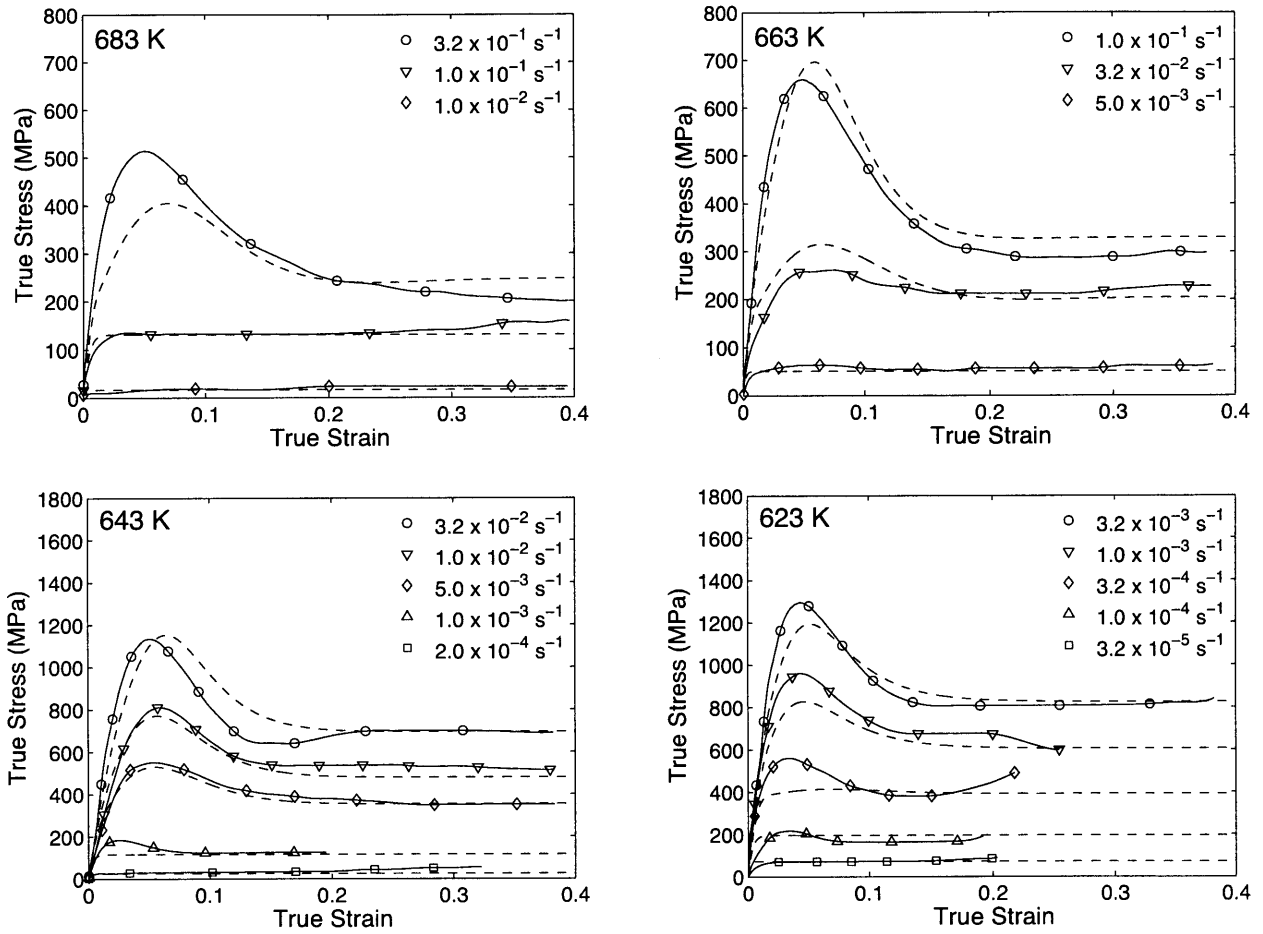 683 K
3.2 x 10⁻¹ s⁻¹
1.0 x 10⁻¹ s⁻¹
1.0 x 10⁻² s⁻¹
True Stress (MPa)
800
700
600
500
400
300
200
100
0
0 0.1 0.2 0.3 0.4
True Strain
663 K
1.0 x 10⁻¹ s⁻¹
3.2 x 10⁻² s⁻¹
5.0 x 10⁻³ s⁻¹
True Stress (MPa)
800
700
600
500
400
300
200
100
0
0 0.1 0.2 0.3 0.4
True Strain
643 K
3.2 x 10⁻² s⁻¹
1.0 x 10⁻² s⁻¹
5.0 x 10⁻³ s⁻¹
1.0 x 10⁻³ s⁻¹
2.0 x 10⁻⁴ s⁻¹
True Stress (MPa)
1800
1600
1400
1200
1000
800
600
400
200
0
0 0.1 0.2 0.3 0.4
True Strain
623 K
3.2 x 10⁻³ s⁻¹
1.0 x 10⁻³ s⁻¹
3.2 x 10⁻⁴ s⁻¹
1.0 x 10⁻⁴ s⁻¹
3.2 x 10⁻⁵ s⁻¹
True Stress (MPa)
1800
1600
1400
1200
1000
800
600
400
200
0
0 0.1 0.2 0.3 0.4
True Strain